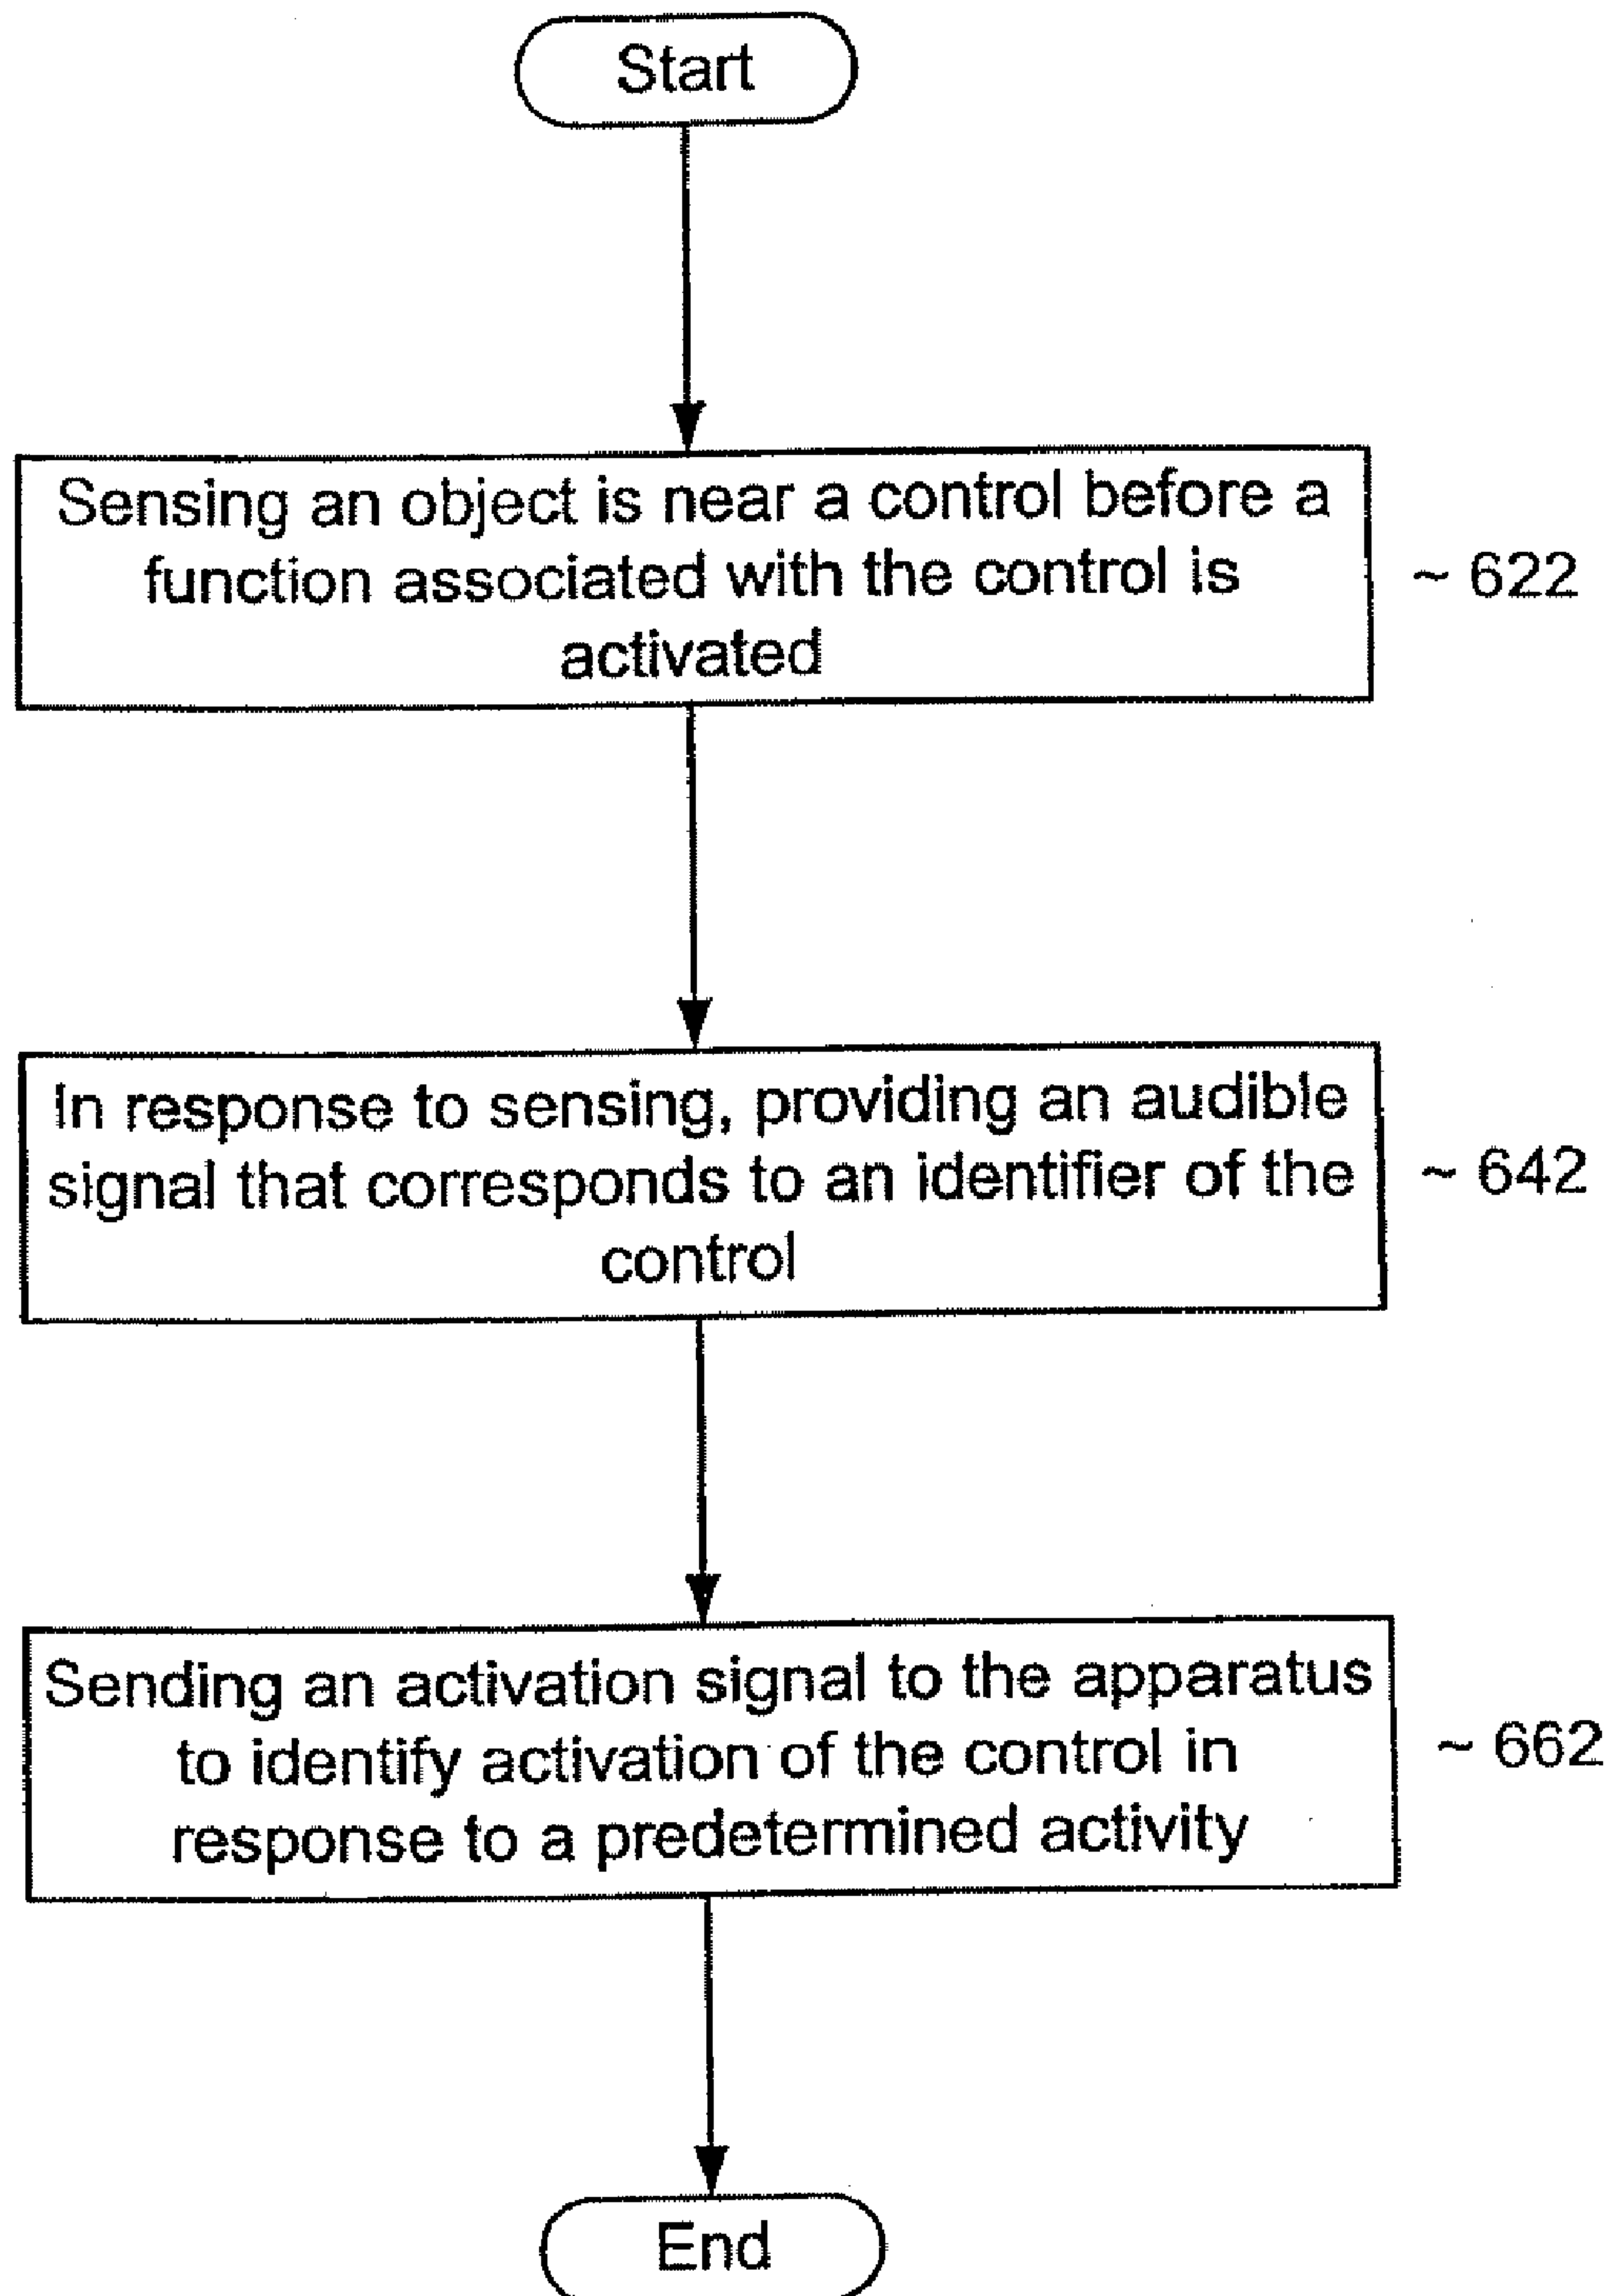 Start
Sensing an object is near a control before a
function associated with the control is
activated
~ 622
In response to sensing, providing an audible
signal that corresponds to an identifier of the
control
~ 642
Sending an activation signal to the apparatus
to identify activation of the control in
response to a predetermined activity
~ 662
End